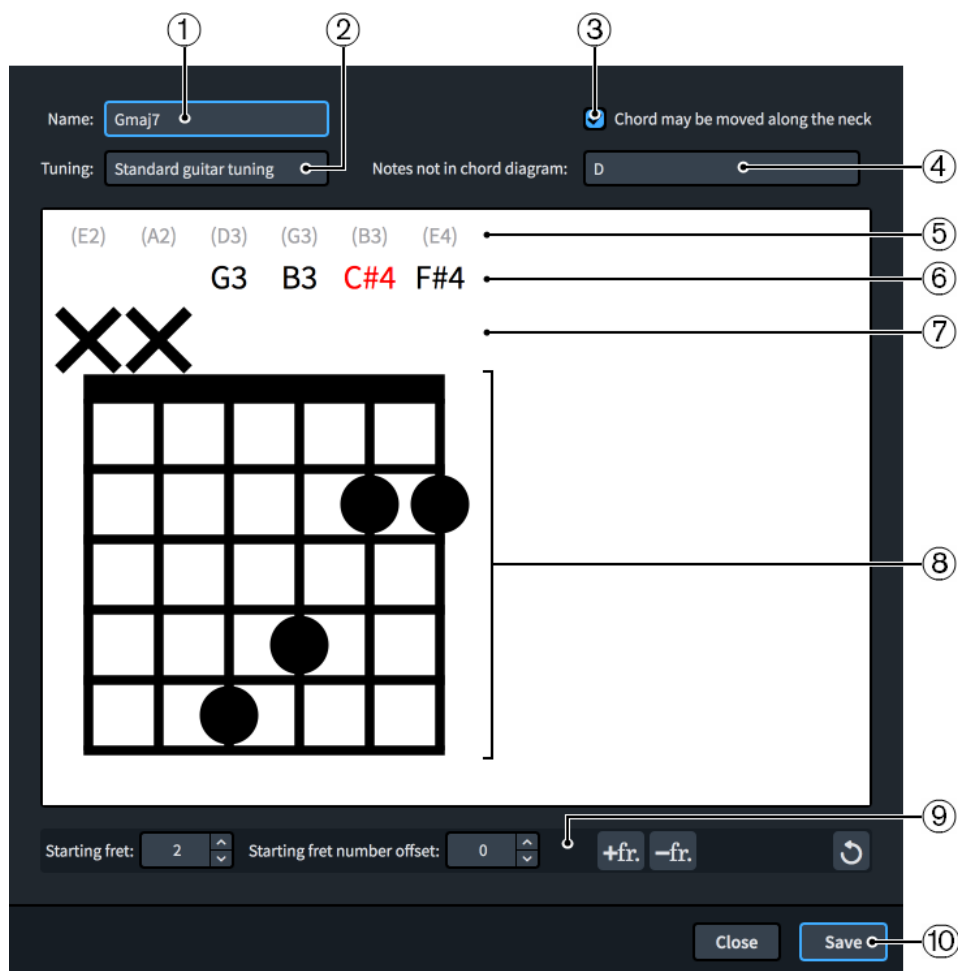 ① ② ③
Name: Gmaj7 Chord may be moved along the neck
Tuning: Standard guitar tuning Notes not in chord diagram: D ④
(E2) (A2) (D3) (G3) (B3) (E4) ⑤
G3 B3 C#4 F#4 ⑥
⑦
⑧
⑨
Starting fret: 2 Starting fret number offset: 0 +fr. −fr.
Close Save ⑩